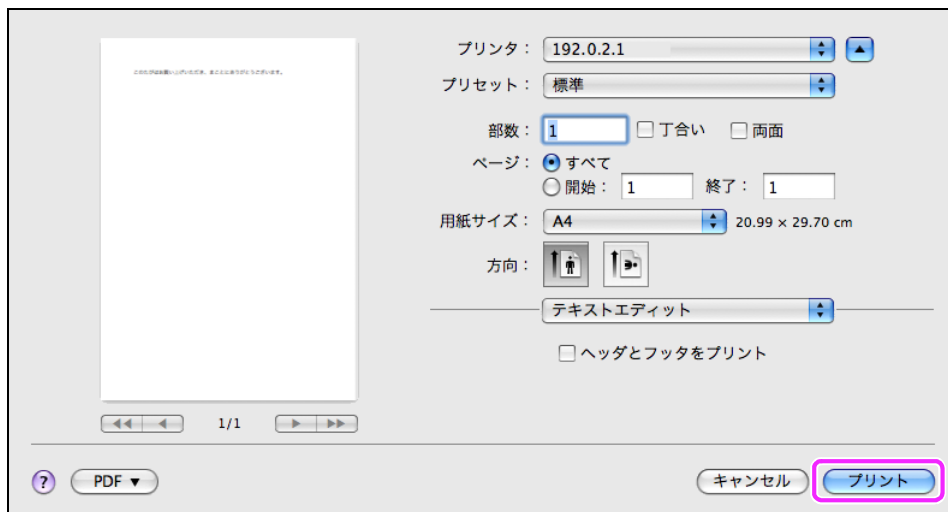 プリンタ： 192.0.2.1
プリセット： 標準
部数： 1 丁合い 両面
ページ： すべて
開始： 1 終了： 1
用紙サイズ： A4 20.99 × 29.70 cm
方向：
テキストエディット
ヘッダとフッタをプリント
1/1
? PDF ▼ キャンセル プリント